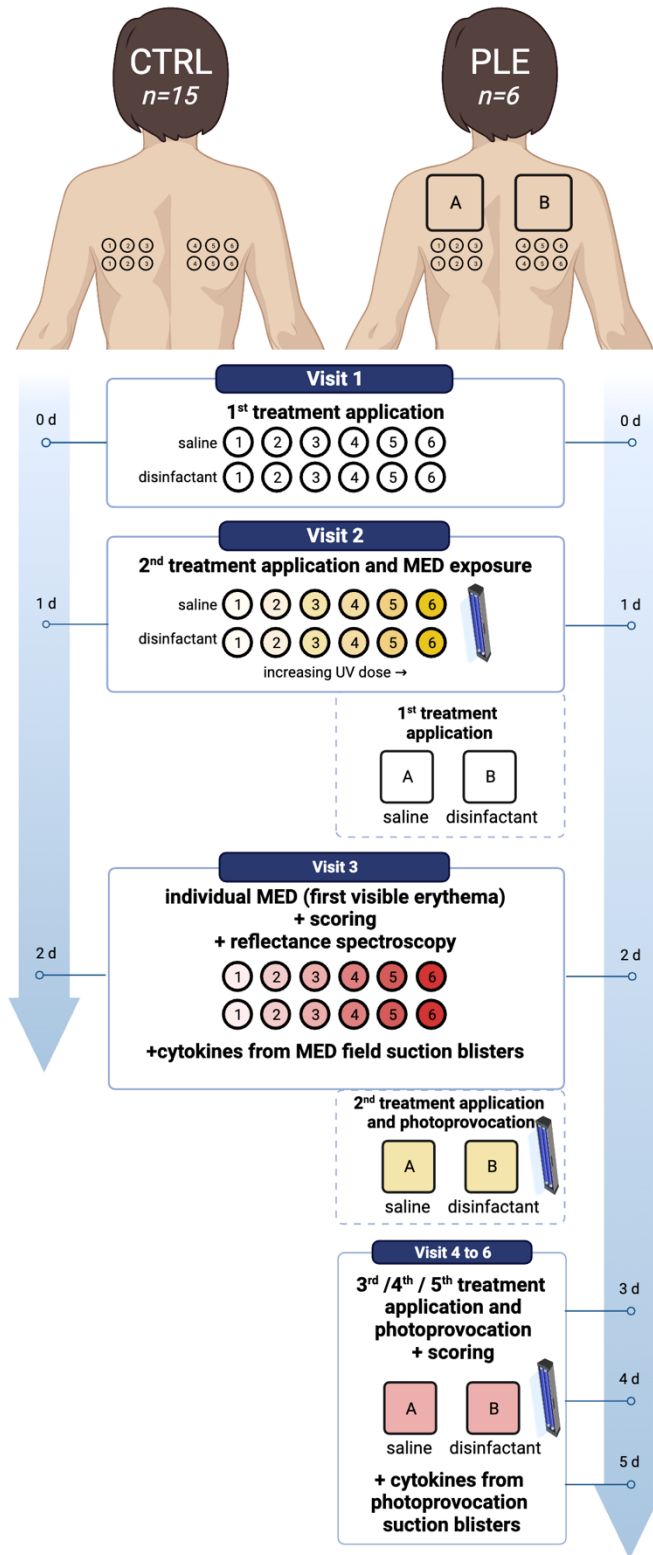 CTRL
n=15
PLE
n=6
A
B
1 2 3 4 5 6
1 2 3 4 5 6
1 2 3 4 5 6
1 2 3 4 5 6
Visit 1
0 d
0 d
1st treatment application
saline 1 2 3 4 5 6
disinfactant 1 2 3 4 5 6
Visit 2
2nd treatment application and MED exposure
1 d
1 d
saline 1 2 3 4 5 6
disinfactant 1 2 3 4 5 6
increasing UV dose →
1st treatment
application
A B
saline disinfactant
Visit 3
individual MED (first visible erythema)
+ scoring
+ reflectance spectroscopy
2 d
2 d
1 2 3 4 5 6
1 2 3 4 5 6
+cytokines from MED field suction blisters
2nd treatment application
and photoprovocation
A B
saline disinfactant
Visit 4 to 6
3rd /4th / 5th treatment
application and
photoprovocation
+ scoring
3 d
A B
saline disinfactant
4 d
+ cytokines from
photoprovocation
suction blisters
5 d